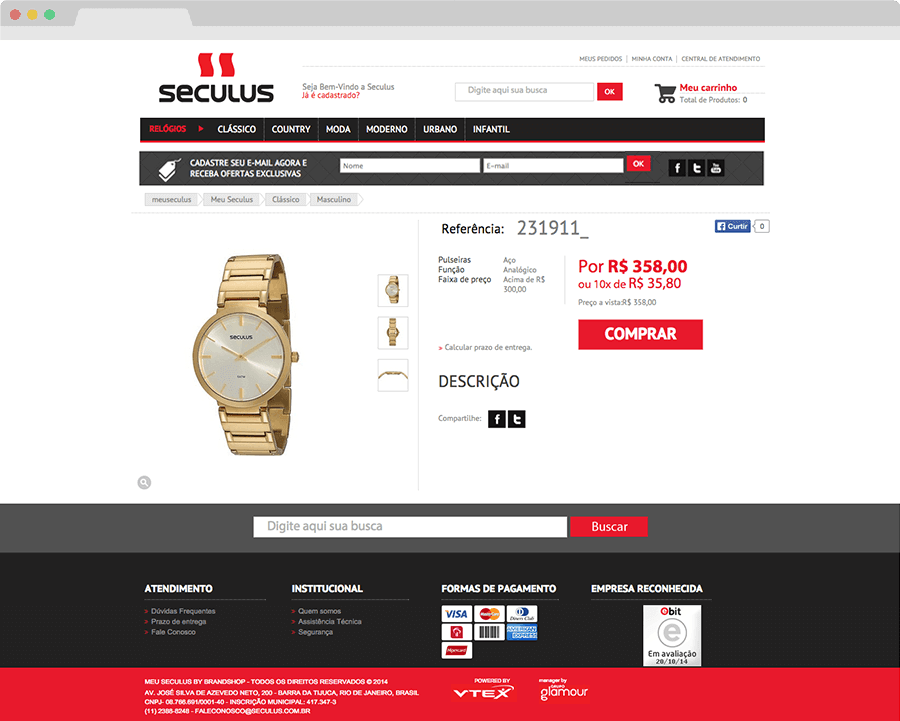 MEUS PEDIDOS | MINHA CONTA | CENTRAL DE ATENDIMENTO
seculus
Seja Bem-Vindo a Seculus
Já é cadastrado?
Digite aqui sua busca
OK
Meu carrinho
Total de Produtos: 0
RELÓGIOS
CLÁSSICO
COUNTRY
MODA
MODERNO
URBANO
INFANTIL
CADASTRE SEU E-MAIL AGORA E
RECEBA OFERTAS EXCLUSIVAS
Nome
E-mail
OK
meuseculus
Meu Seculus
Clássico
Masculino
Referência: 231911_
Curtir
0
Pulseiras Aço
Função Analógico
Faixa de preço Acima de R$
300,00
Por R$ 358,00
ou 10x de R$ 35,80
Preço a vista:R$ 358,00
COMPRAR
» Calcular prazo de entrega.
DESCRIÇÃO
Compartilhe:
SECULUS
Digite aqui sua busca
Buscar
ATENDIMENTO
» Dúvidas Frequentes
» Prazo de entrega
» Fale Conosco
INSTITUCIONAL
» Quem somos
» Assistência Técnica
» Segurança
FORMAS DE PAGAMENTO
VISA
MasterCard
Diners Club
Hipercard
EMPRESA RECONHECIDA
ebit
e
Em avaliação
20/10/14
MEU SECULUS BY BRANDSHOP - TODOS OS DIREITOS RESERVADOS © 2014
AV. JOSÉ SILVA DE AZEVEDO NETO, 200 - BARRA DA TIJUCA, RIO DE JANEIRO, BRASIL
CNPJ- 08.786.891/0001-40 - INSCRIÇÃO MUNICIPAL: 417.347-3
(11) 2388-8248 - FALECONOSCO@SECULUS.COM.BR
POWERED BY
VTEX
manager by
GRUPO
glamour